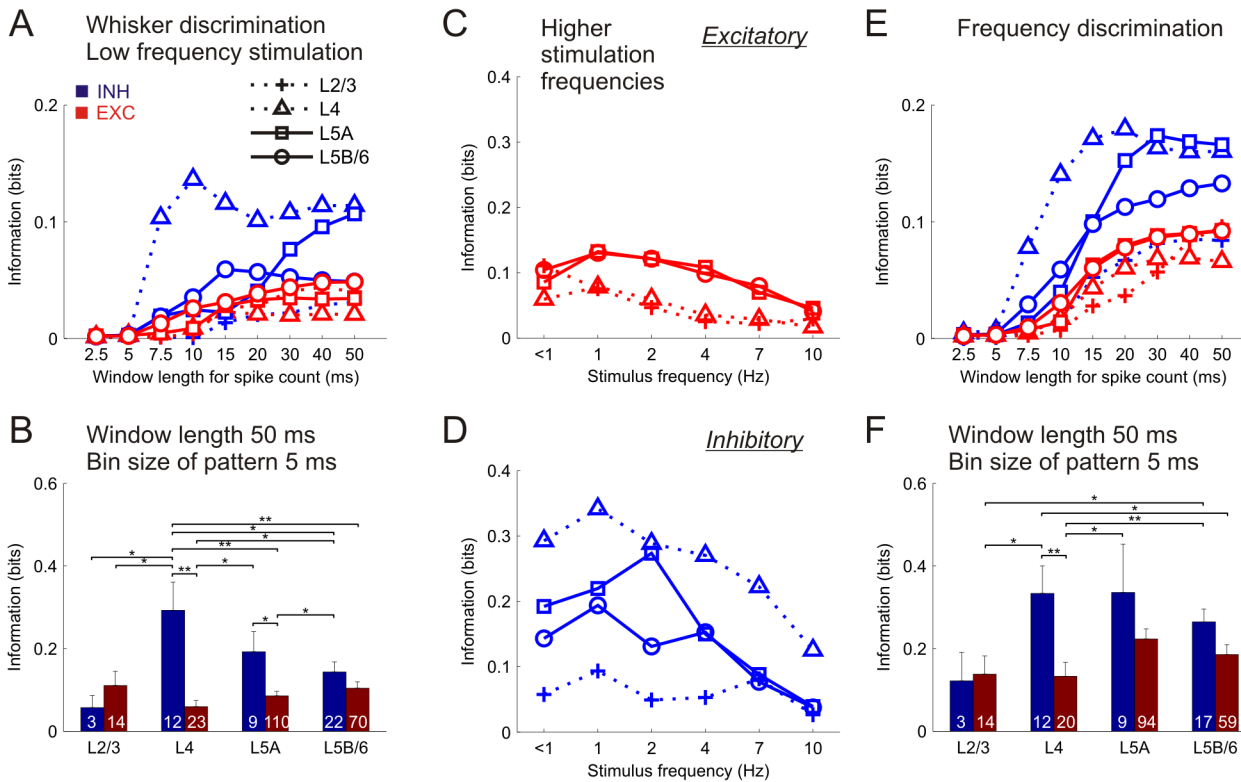 A
Whisker discrimination
Low frequency stimulation
INH
EXC
L2/3
L4
L5A
L5B/6
Information (bits)
0.2
0.1
0
2.5 5 7.5 10 15 20 30 40 50
Window length for spike count (ms)
C
Higher
stimulation
frequencies
Excitatory
Information (bits)
0.4
0.3
0.2
0.1
0
<1 1 2 4 7 10
Stimulus frequency (Hz)
E
Frequency discrimination
Information (bits)
0.2
0.1
0
2.5 5 7.5 10 15 20 30 40 50
Window length for spike count (ms)
B
Window length 50 ms
Bin size of pattern 5 ms
Information (bits)
0.6
0.4
0.2
0
**
*
*
**
*
*
*
**
*
*
3 14 12 23 9 110 22 70
L2/3 L4 L5A L5B/6
D
Inhibitory
Information (bits)
0.4
0.3
0.2
0.1
0
<1 1 2 4 7 10
Stimulus frequency (Hz)
F
Window length 50 ms
Bin size of pattern 5 ms
Information (bits)
0.6
0.4
0.2
0
*
*
**
*
*
**
3 14 12 20 9 94 17 59
L2/3 L4 L5A L5B/6